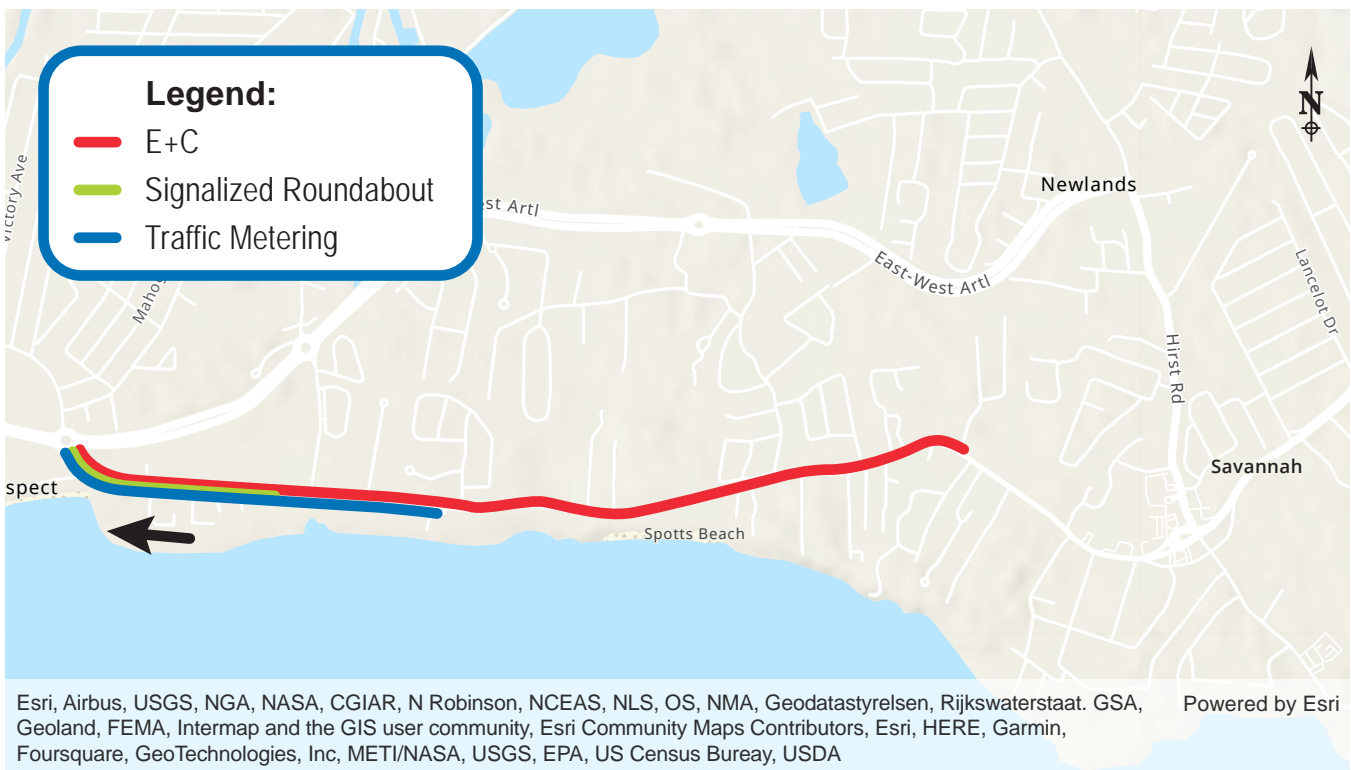 Legend:
E+C
Signalized Roundabout
Traffic Metering
N
Victory Ave
Mahog
est Artl
East-West Artl
Newlands
Lancelot Dr
Hirst Rd
Savannah
spect
Spotts Beach
Esri, Airbus, USGS, NGA, NASA, CGIAR, N Robinson, NCEAS, NLS, OS, NMA, Geodatastyrelsen, Rijkswaterstaat. GSA,
Geoland, FEMA, Intermap and the GIS user community, Esri Community Maps Contributors, Esri, HERE, Garmin,
Foursquare, GeoTechnologies, Inc, METI/NASA, USGS, EPA, US Census Bureay, USDA
Powered by Esri